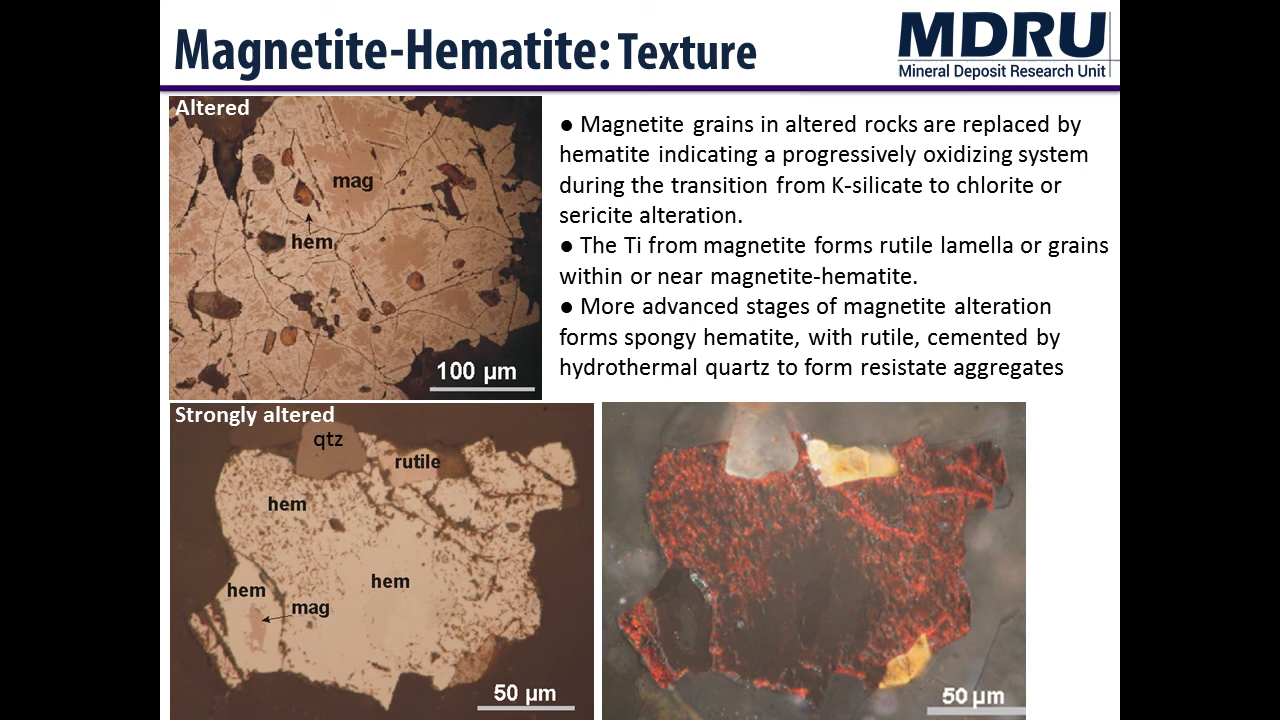 Magnetite-Hematite: Texture
MDRU
Mineral Deposit Research Unit
Altered
mag
hem
100 µm
● Magnetite grains in altered rocks are replaced by
hematite indicating a progressively oxidizing system
during the transition from K-silicate to chlorite or
sericite alteration.
● The Ti from magnetite forms rutile lamella or grains
within or near magnetite-hematite.
● More advanced stages of magnetite alteration
forms spongy hematite, with rutile, cemented by
hydrothermal quartz to form resistate aggregates
Strongly altered
qtz
rutile
hem
hem
hem
mag
50 µm
50 µm